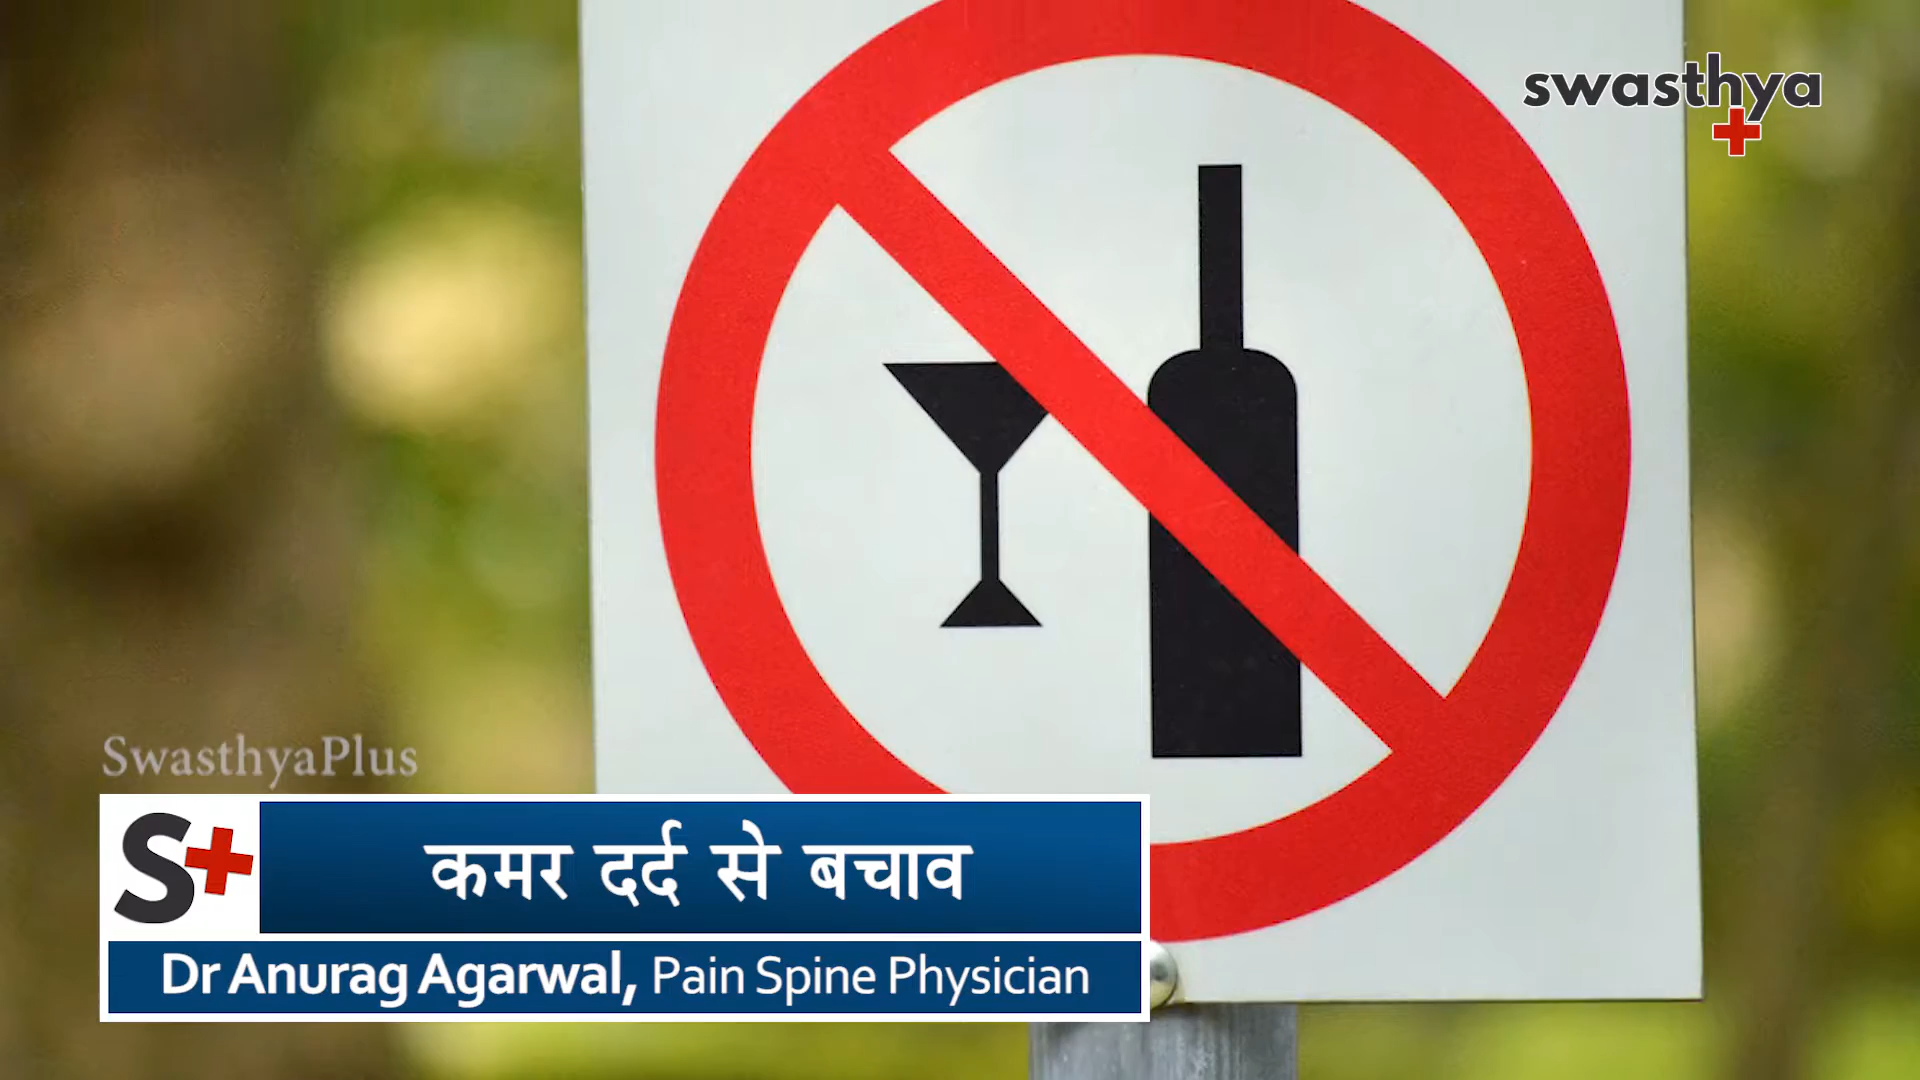 swasthya
SwasthyaPlus
S+
कमर दर्द से बचाव
Dr Anurag Agarwal, Pain Spine Physician